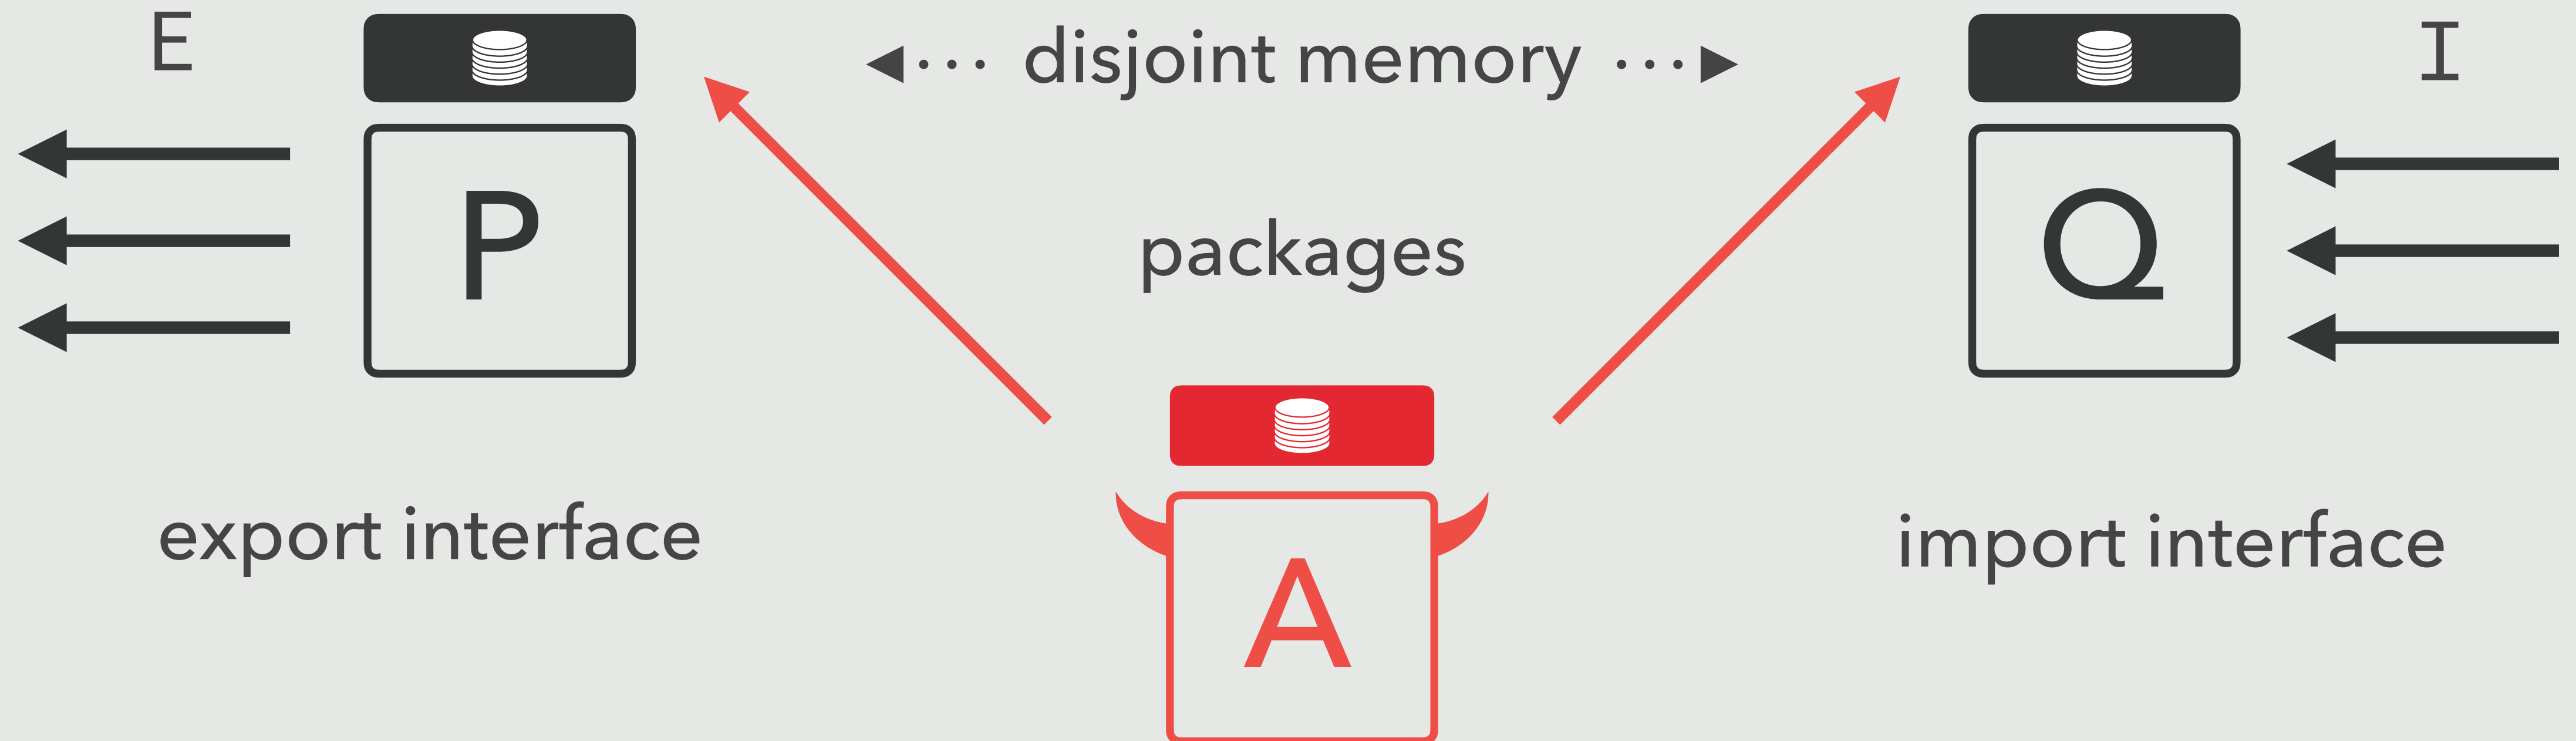 E
disjoint memory
I
P
packages
Q
export interface
import interface
A